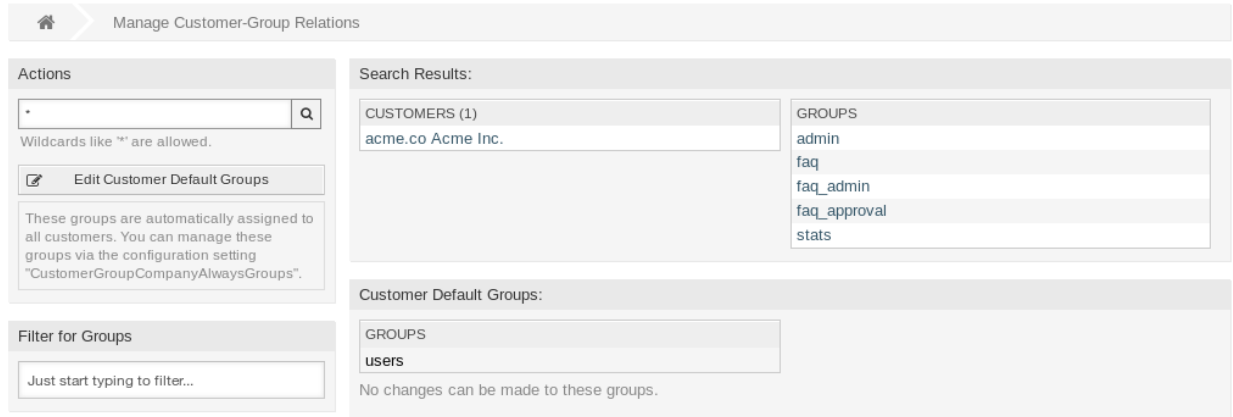 Manage Customer-Group Relations
Actions
*
Wildcards like '*' are allowed.
Edit Customer Default Groups
These groups are automatically assigned to
all customers. You can manage these
groups via the configuration setting
"CustomerGroupCompanyAlwaysGroups".
Filter for Groups
Just start typing to filter...
Search Results:
CUSTOMERS (1)
acme.co Acme Inc.
GROUPS
admin
faq
faq_admin
faq_approval
stats
Customer Default Groups:
GROUPS
users
No changes can be made to these groups.